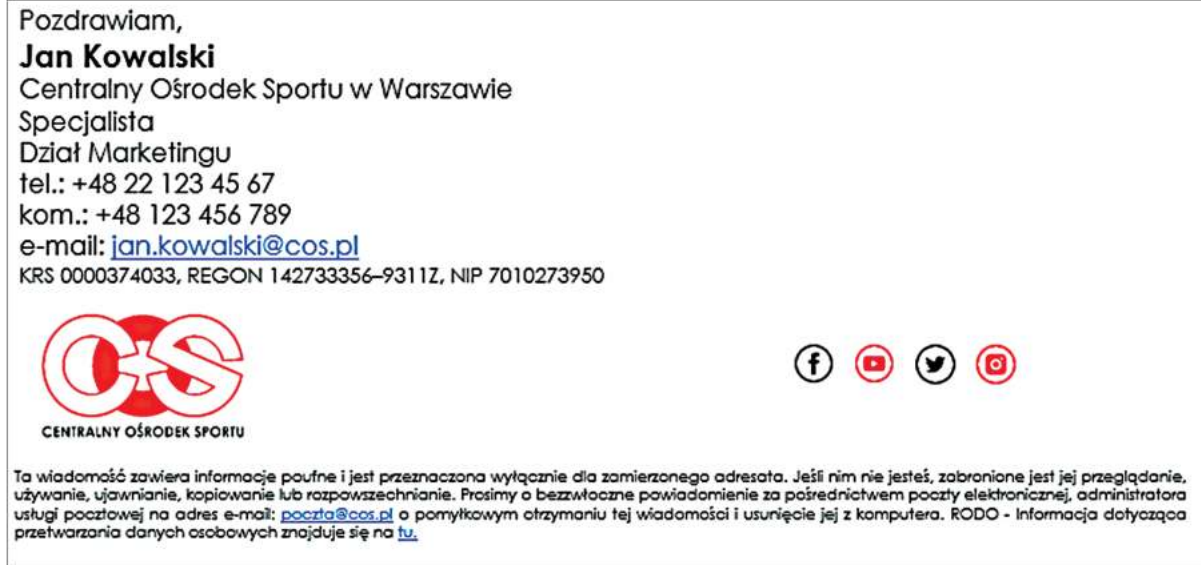 Pozdrawiam,
Jan Kowalski
Centralny Ośrodek Sportu w Warszawie
Specjalista
Dział Marketingu
tel.: +48 22 123 45 67
kom.: +48 123 456 789
e-mail: jan.kowalski@cos.pl
KRS 0000374033, REGON 142733356–9311Z, NIP 7010273950
COS
CENTRALNY OŚRODEK SPORTU
Ta wiadomość zawiera informacje poufne i jest przeznaczona wyłącznie dla zamierzonego adresata. Jeśli nim nie jesteś, zabronione jest jej przeglądanie,
używanie, ujawnianie, kopiowanie lub rozpowszechnianie. Prosimy o bezzwłoczne powiadomienie za pośrednictwem poczty elektronicznej, administratora
usługi pocztowej na adres e-mail: poczta@cos.pl o pomyłkowym otrzymaniu tej wiadomości i usunięcie jej z komputera. RODO - Informacja dotycząca
przetwarzania danych osobowych znajduje się na tu.